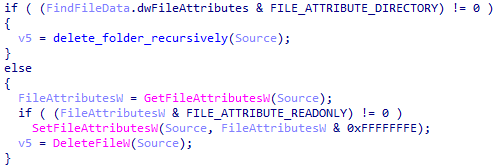 if ( (FindFileData.dwFileAttributes & FILE_ATTRIBUTE_DIRECTORY) != 0 )
{
  v5 = delete_folder_recursively(Source);
}
else
{
  FileAttributesW = GetFileAttributesW(Source);
  if ( (FileAttributesW & FILE_ATTRIBUTE_READONLY) != 0 )
    SetFileAttributesW(Source, FileAttributesW & 0xFFFFFFFE);
  v5 = DeleteFileW(Source);
}